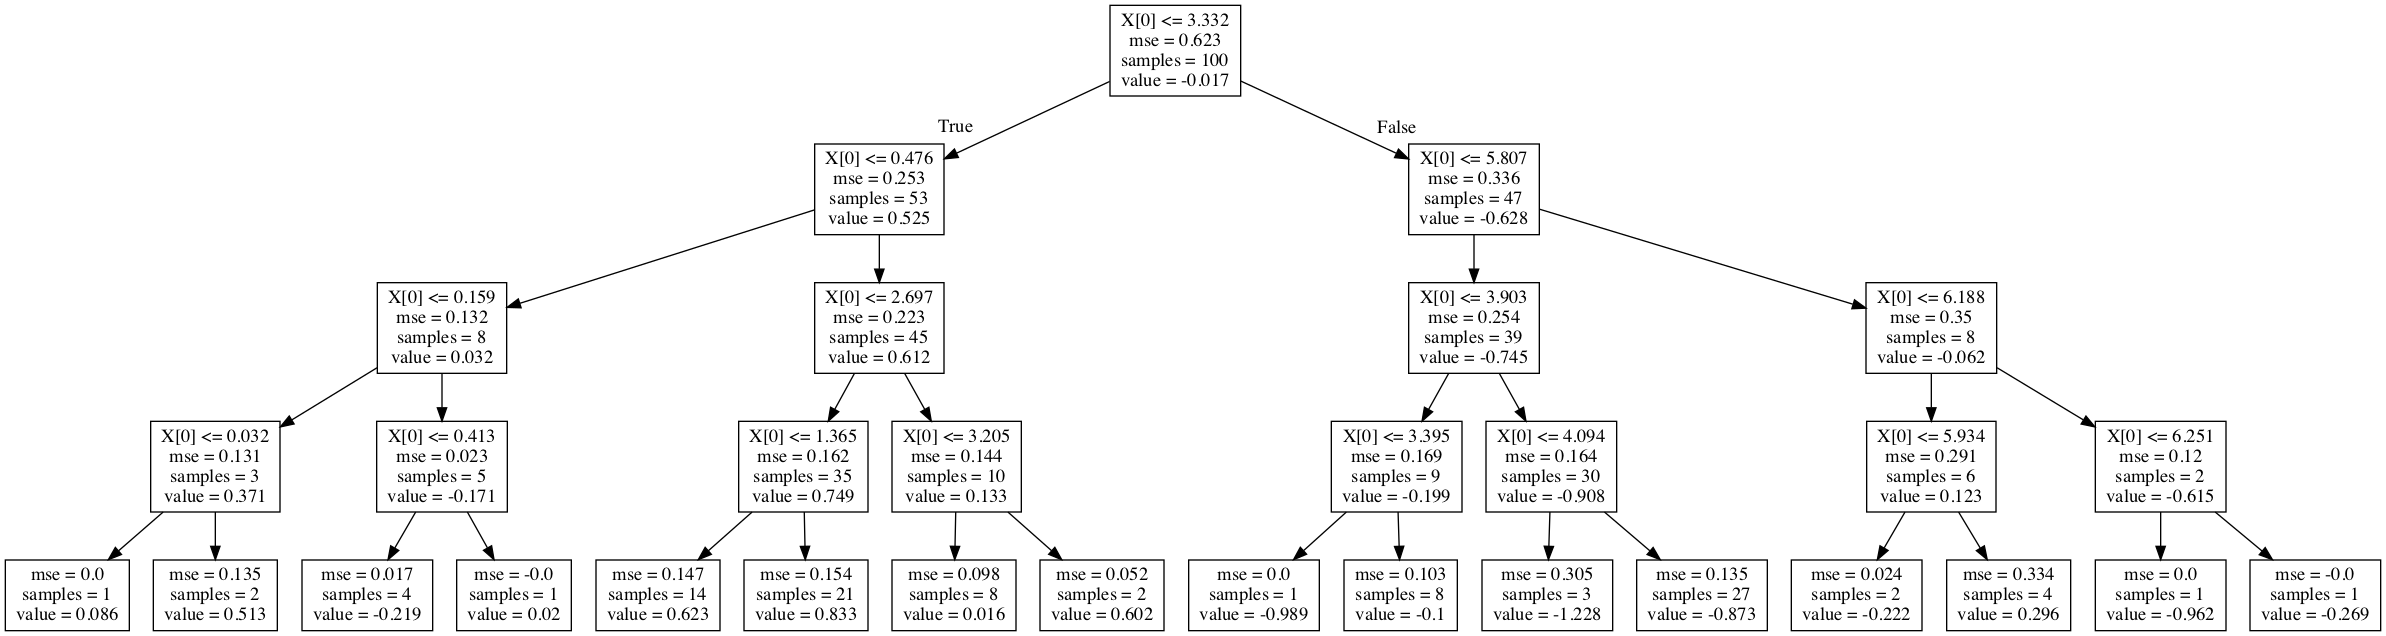 X[0] <= 3.332
mse = 0.623
samples = 100
value = -0.017
True
False
X[0] <= 0.476
mse = 0.253
samples = 53
value = 0.525
X[0] <= 5.807
mse = 0.336
samples = 47
value = -0.628
X[0] <= 0.159
mse = 0.132
samples = 8
value = 0.032
X[0] <= 2.697
mse = 0.223
samples = 45
value = 0.612
X[0] <= 3.903
mse = 0.254
samples = 39
value = -0.745
X[0] <= 6.188
mse = 0.35
samples = 8
value = -0.062
X[0] <= 0.032
mse = 0.131
samples = 3
value = 0.371
X[0] <= 0.413
mse = 0.023
samples = 5
value = -0.171
X[0] <= 1.365
mse = 0.162
samples = 35
value = 0.749
X[0] <= 3.205
mse = 0.144
samples = 10
value = 0.133
X[0] <= 3.395
mse = 0.169
samples = 9
value = -0.199
X[0] <= 4.094
mse = 0.164
samples = 30
value = -0.908
X[0] <= 5.934
mse = 0.291
samples = 6
value = 0.123
X[0] <= 6.251
mse = 0.12
samples = 2
value = -0.615
mse = 0.0
samples = 1
value = 0.086
mse = 0.135
samples = 2
value = 0.513
mse = 0.017
samples = 4
value = -0.219
mse = -0.0
samples = 1
value = 0.02
mse = 0.147
samples = 14
value = 0.623
mse = 0.154
samples = 21
value = 0.833
mse = 0.098
samples = 8
value = 0.016
mse = 0.052
samples = 2
value = 0.602
mse = 0.0
samples = 1
value = -0.989
mse = 0.103
samples = 8
value = -0.1
mse = 0.305
samples = 3
value = -1.228
mse = 0.135
samples = 27
value = -0.873
mse = 0.024
samples = 2
value = -0.222
mse = 0.334
samples = 4
value = 0.296
mse = 0.0
samples = 1
value = -0.962
mse = -0.0
samples = 1
value = -0.269